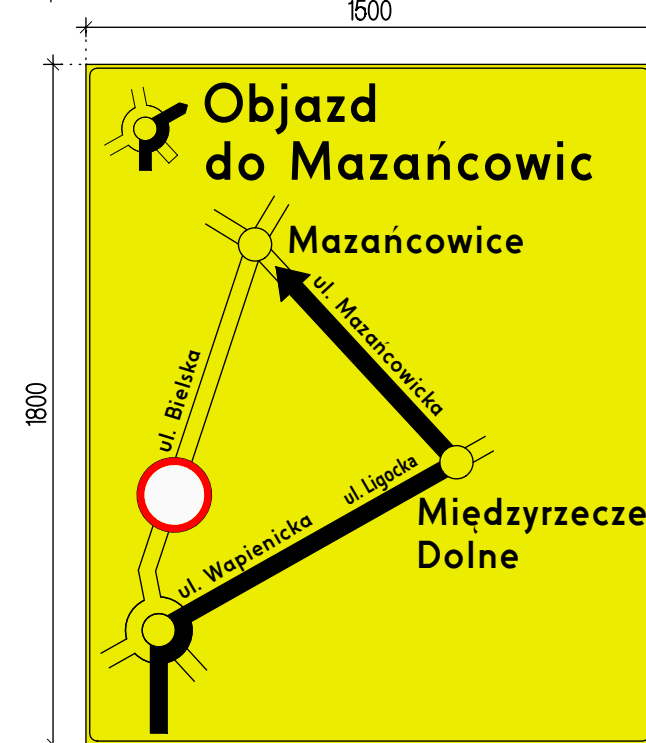 1500
1800
Objazd
do Mazańcowic
Mazańcowice
ul. Mazańcowicka
ul. Bielska
ul. Ligocka
Międzyrzecze
Dolne
ul. Wapienicka